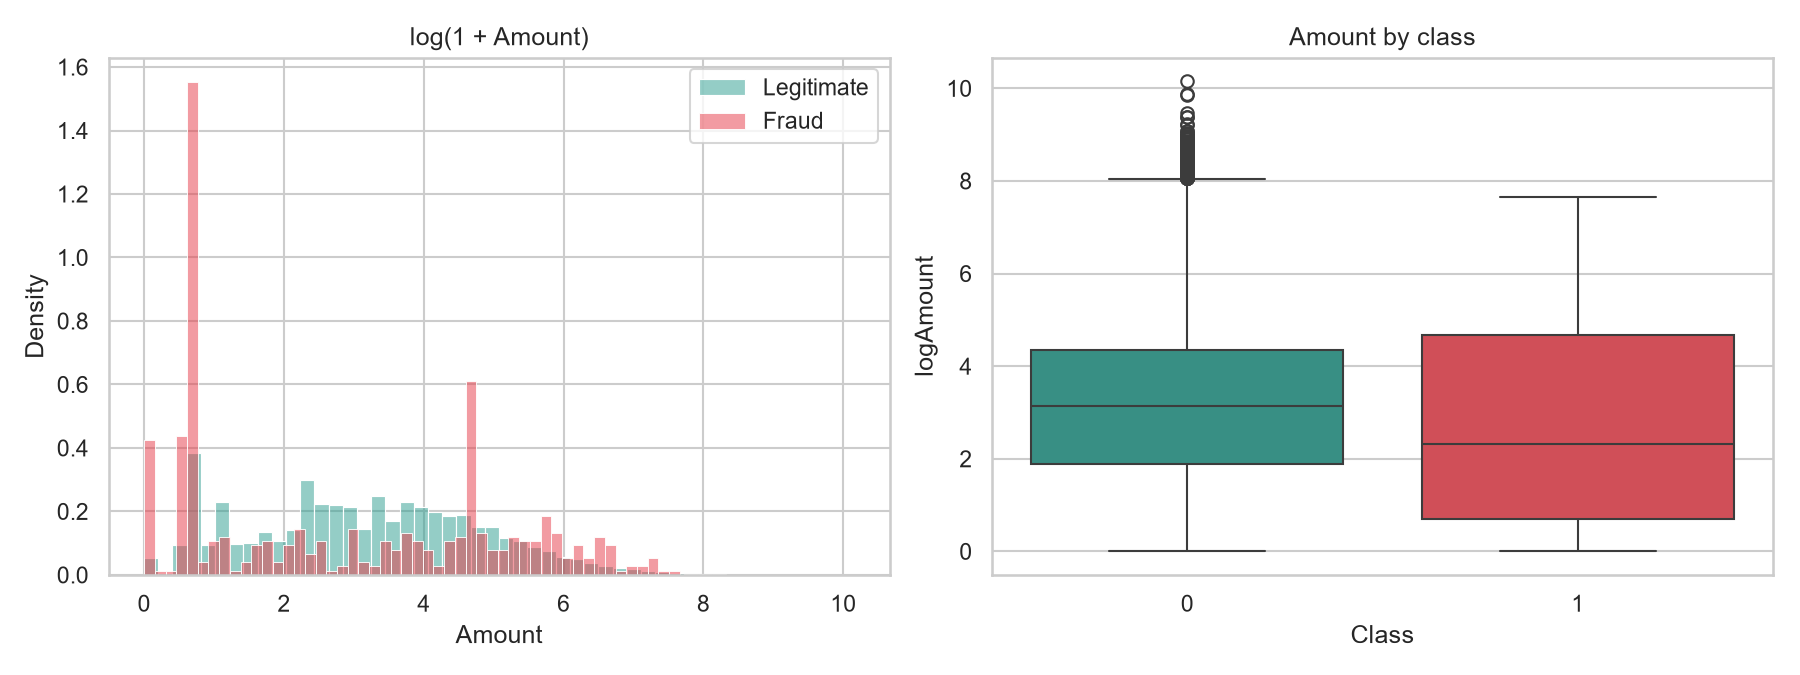 log(1 + Amount)
Legitimate
Fraud
Density
1.6
1.4
1.2
1.0
0.8
0.6
0.4
0.2
0.0
0 2 4 6 8 10
Amount
Amount by class
logAmount
10
8
6
4
2
0
0 1
Class